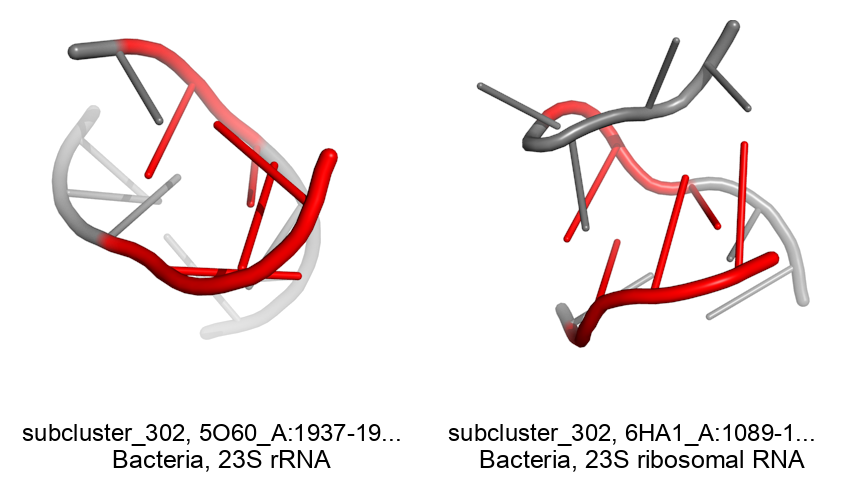 subcluster_302, 5O60_A:1937-19...
Bacteria, 23S rRNA
subcluster_302, 6HA1_A:1089-1...
Bacteria, 23S ribosomal RNA